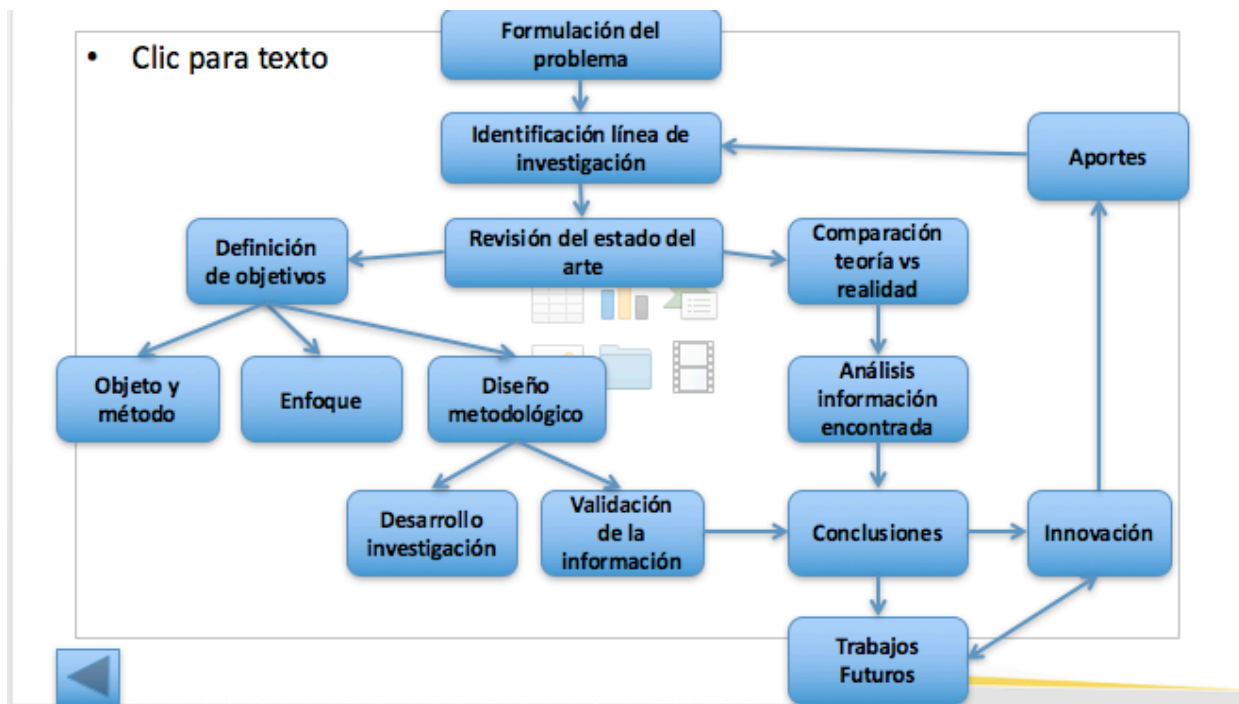 Formulación del
problema
• Clic para texto
Identificación línea de
investigación
Aportes
Definición
de objetivos
Revisión del estado del
arte
Comparación
teoría vs
realidad
Objeto y
método
Enfoque
Diseño
metodológico
Análisis
información
encontrada
Desarrollo
investigación
Validación
de la
información
Conclusiones
Innovación
Trabajos
Futuros